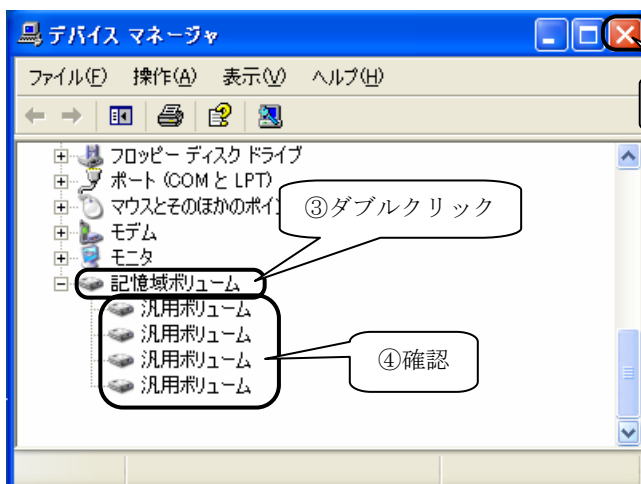 デバイス マネージャ
ファイル(F) 操作(A) 表示(V) ヘルプ(H)
フロッピー ディスク ドライブ
ポート (COM と LPT)
マウスとそのほかのポイ
③ダブルクリック
モデム
モニタ
記憶域ボリューム
汎用ボリューム
汎用ボリューム
汎用ボリューム
④確認
汎用ボリューム